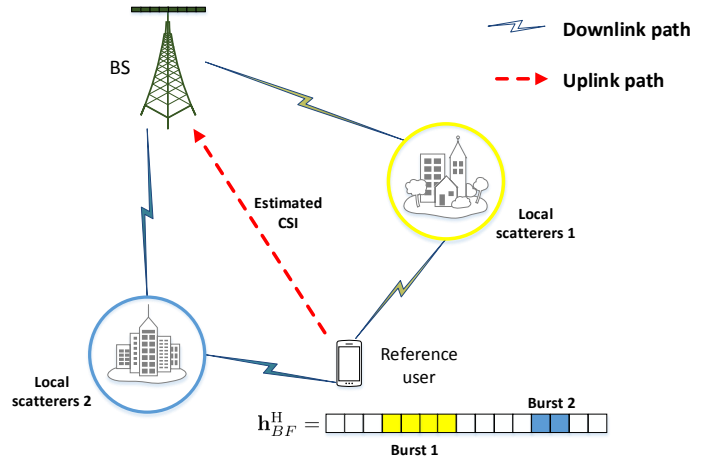 Downlink path
BS
Uplink path
Estimated
CSI
Local
scatterers 1
Local
scatterers 2
Reference
user
Burst 2
h_{BF}^{H} =
Burst 1